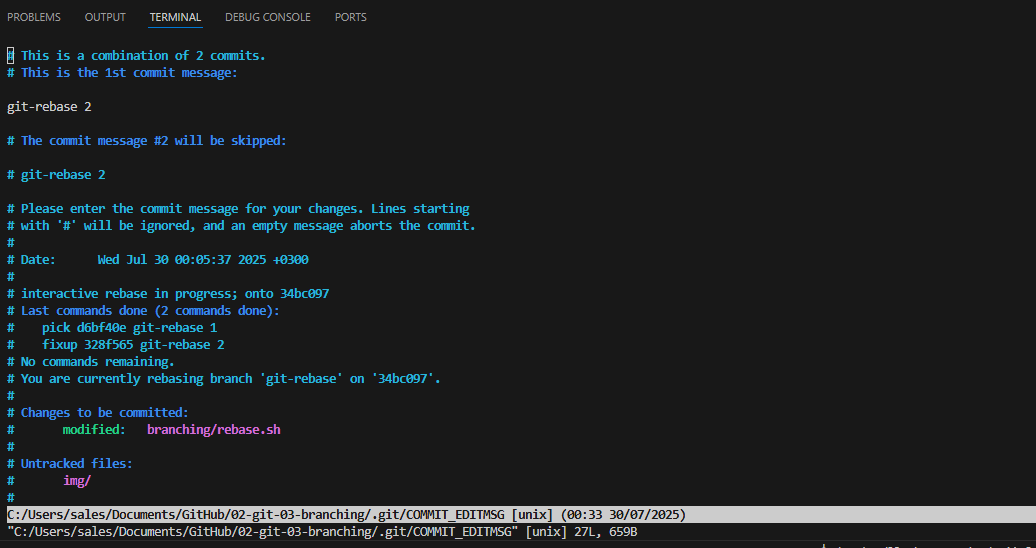 PROBLEMS OUTPUT TERMINAL DEBUG CONSOLE PORTS
# This is a combination of 2 commits.
# This is the 1st commit message:
git-rebase 2
# The commit message #2 will be skipped:
# git-rebase 2
# Please enter the commit message for your changes. Lines starting
# with '#' will be ignored, and an empty message aborts the commit.
#
# Date:      Wed Jul 30 00:05:37 2025 +0300
#
# interactive rebase in progress; onto 34bc097
# Last commands done (2 commands done):
#    pick d6bf40e git-rebase 1
#    fixup 328f565 git-rebase 2
# No commands remaining.
# You are currently rebasing branch 'git-rebase' on '34bc097'.
#
# Changes to be committed:
#       modified:   branching/rebase.sh
#
# Untracked files:
#       img/
#
C:/Users/sales/Documents/GitHub/02-git-03-branching/.git/COMMIT_EDITMSG [unix] (00:33 30/07/2025)
"C:/Users/sales/Documents/GitHub/02-git-03-branching/.git/COMMIT_EDITMSG" [unix] 27L, 659B